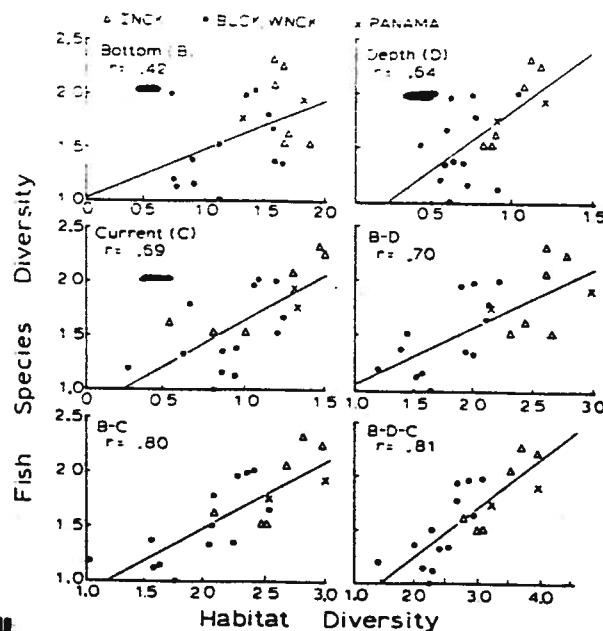 △ INCK • BLCK, WNCK × PANAMA
Bottom (B)
r= .42
2.5
2.0
1.5
1.0
0 0.5 1.0 1.5 2.0
Depth (D)
r= .54
0.5 1.0 1.5
Current (C)
r= .59
2.5
2.0
1.5
1.0
0 0.5 1.0 1.5
B-D
r= .70
1.0 1.5 2.0 2.5 3.0
B-C
r= .80
2.5
2.0
1.5
1.0
1.0 1.5 2.0 2.5 3.0
B-D-C
r= .81
2.0 3.0 4.0
Fish Species Diversity
Habitat Diversity